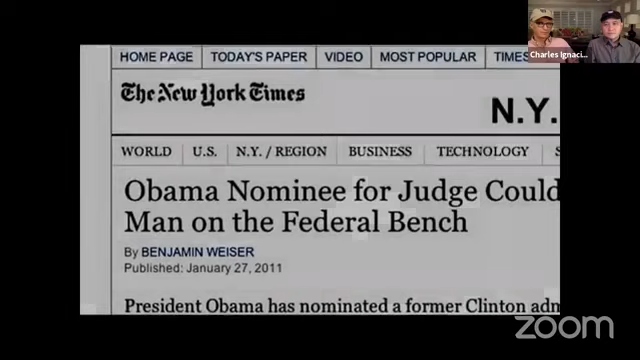 Charles Ignaci...
HOME PAGE TODAY'S PAPER VIDEO MOST POPULAR TIMES
The New York Times
N.Y.
WORLD U.S. N.Y. / REGION BUSINESS TECHNOLOGY S
Obama Nominee for Judge Could
Man on the Federal Bench
By BENJAMIN WEISER
Published: January 27, 2011
President Obama has nominated a former Clinton adm
zoom